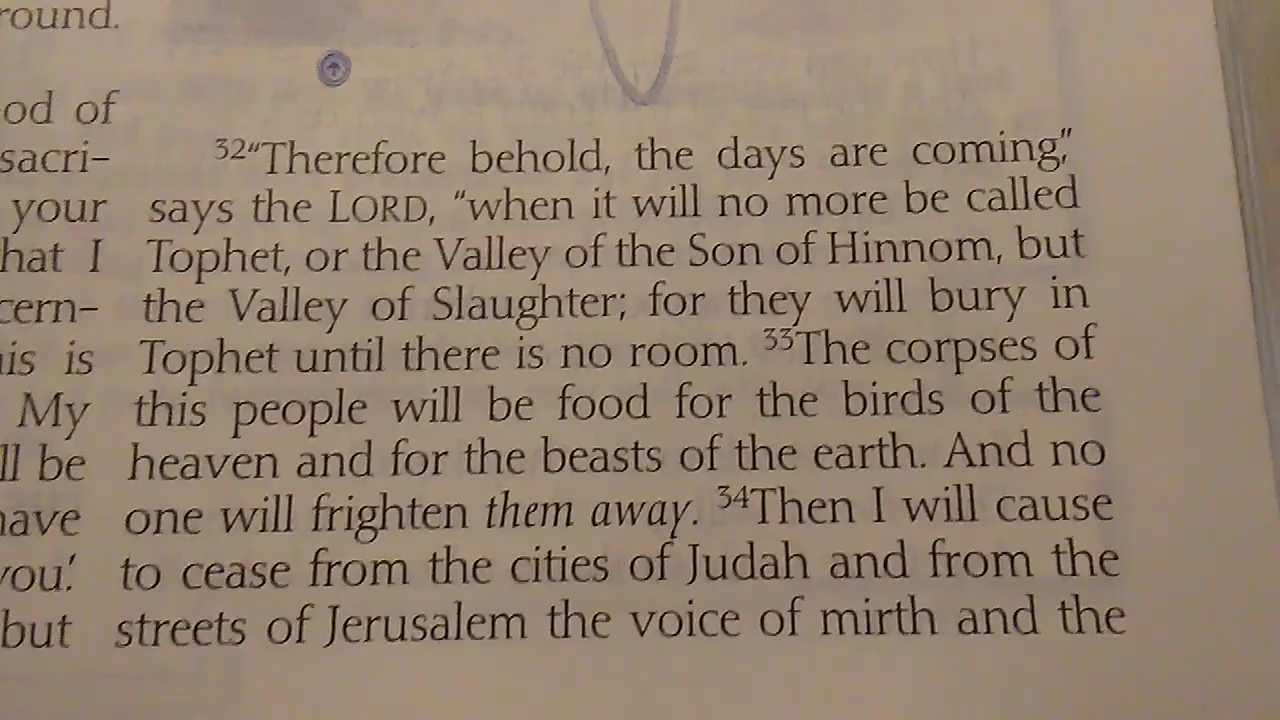 round.
od of
sacri-
your
hat I
cern-
is is
My
ll be
have
you.'
but
32"Therefore behold, the days are coming,"
says the LORD, "when it will no more be called
Tophet, or the Valley of the Son of Hinnom, but
the Valley of Slaughter; for they will bury in
Tophet until there is no room. 33The corpses of
this people will be food for the birds of the
heaven and for the beasts of the earth. And no
one will frighten them away. 34Then I will cause
to cease from the cities of Judah and from the
streets of Jerusalem the voice of mirth and the